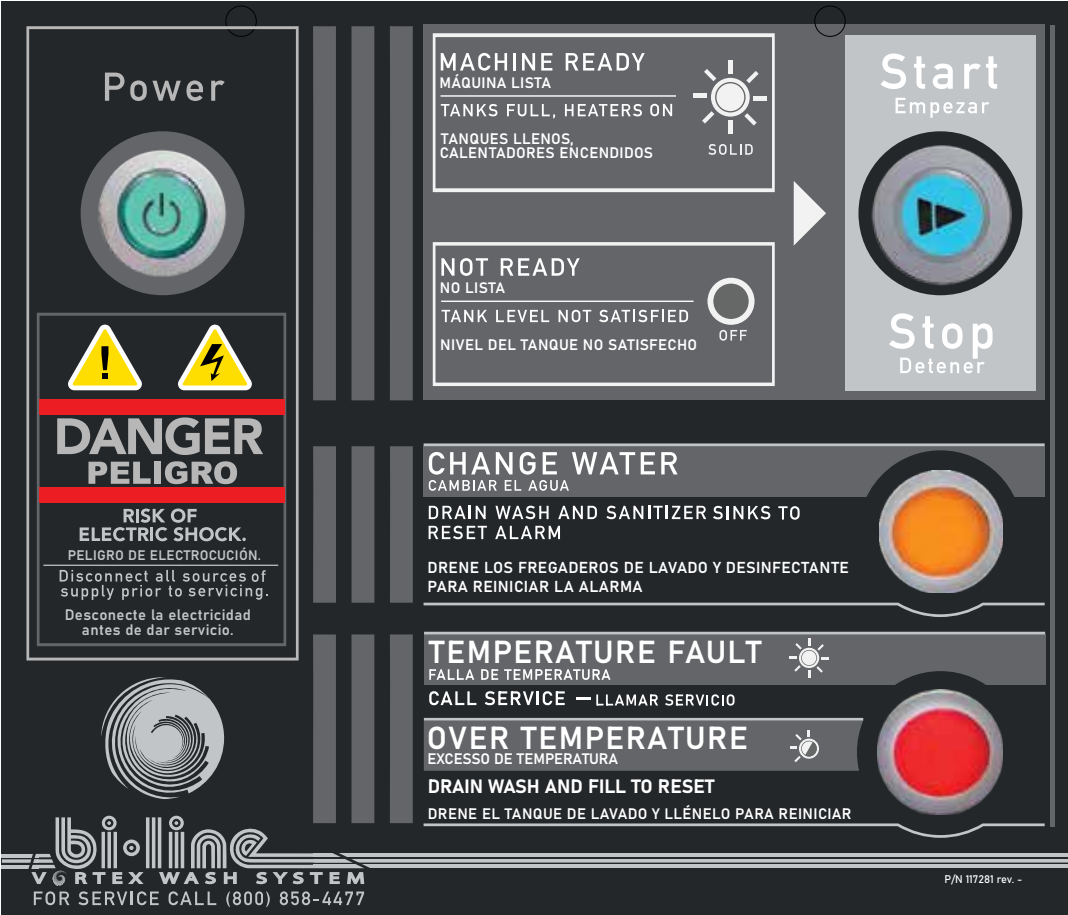 Power
DANGER
PELIGRO
RISK OF
ELECTRIC SHOCK.
PELIGRO DE ELECTROCUCIÓN.
Disconnect all sources of
supply prior to servicing.
Desconecte la electricidad
antes de dar servicio.
MACHINE READY
MÁQUINA LISTA
TANKS FULL, HEATERS ON
TANQUES LLENOS,
CALENTADORES ENCENDIDOS
SOLID
NOT READY
NO LISTA
TANK LEVEL NOT SATISFIED
NIVEL DEL TANQUE NO SATISFECHO
OFF
Start
Empezar
Stop
Detener
CHANGE WATER
CAMBIAR EL AGUA
DRAIN WASH AND SANITIZER SINKS TO
RESET ALARM
DRENE LOS FREGADEROS DE LAVADO Y DESINFECTANTE
PARA REINICIAR LA ALARMA
TEMPERATURE FAULT
FALLA DE TEMPERATURA
CALL SERVICE – LLAMAR SERVICIO
OVER TEMPERATURE
EXCESSO DE TEMPERATURA
DRAIN WASH AND FILL TO RESET
DRENE EL TANQUE DE LAVADO Y LLÉNELO PARA REINICIAR
bi•line
VORTEX WASH SYSTEM
FOR SERVICE CALL (800) 858-4477
P/N 117281 rev. -